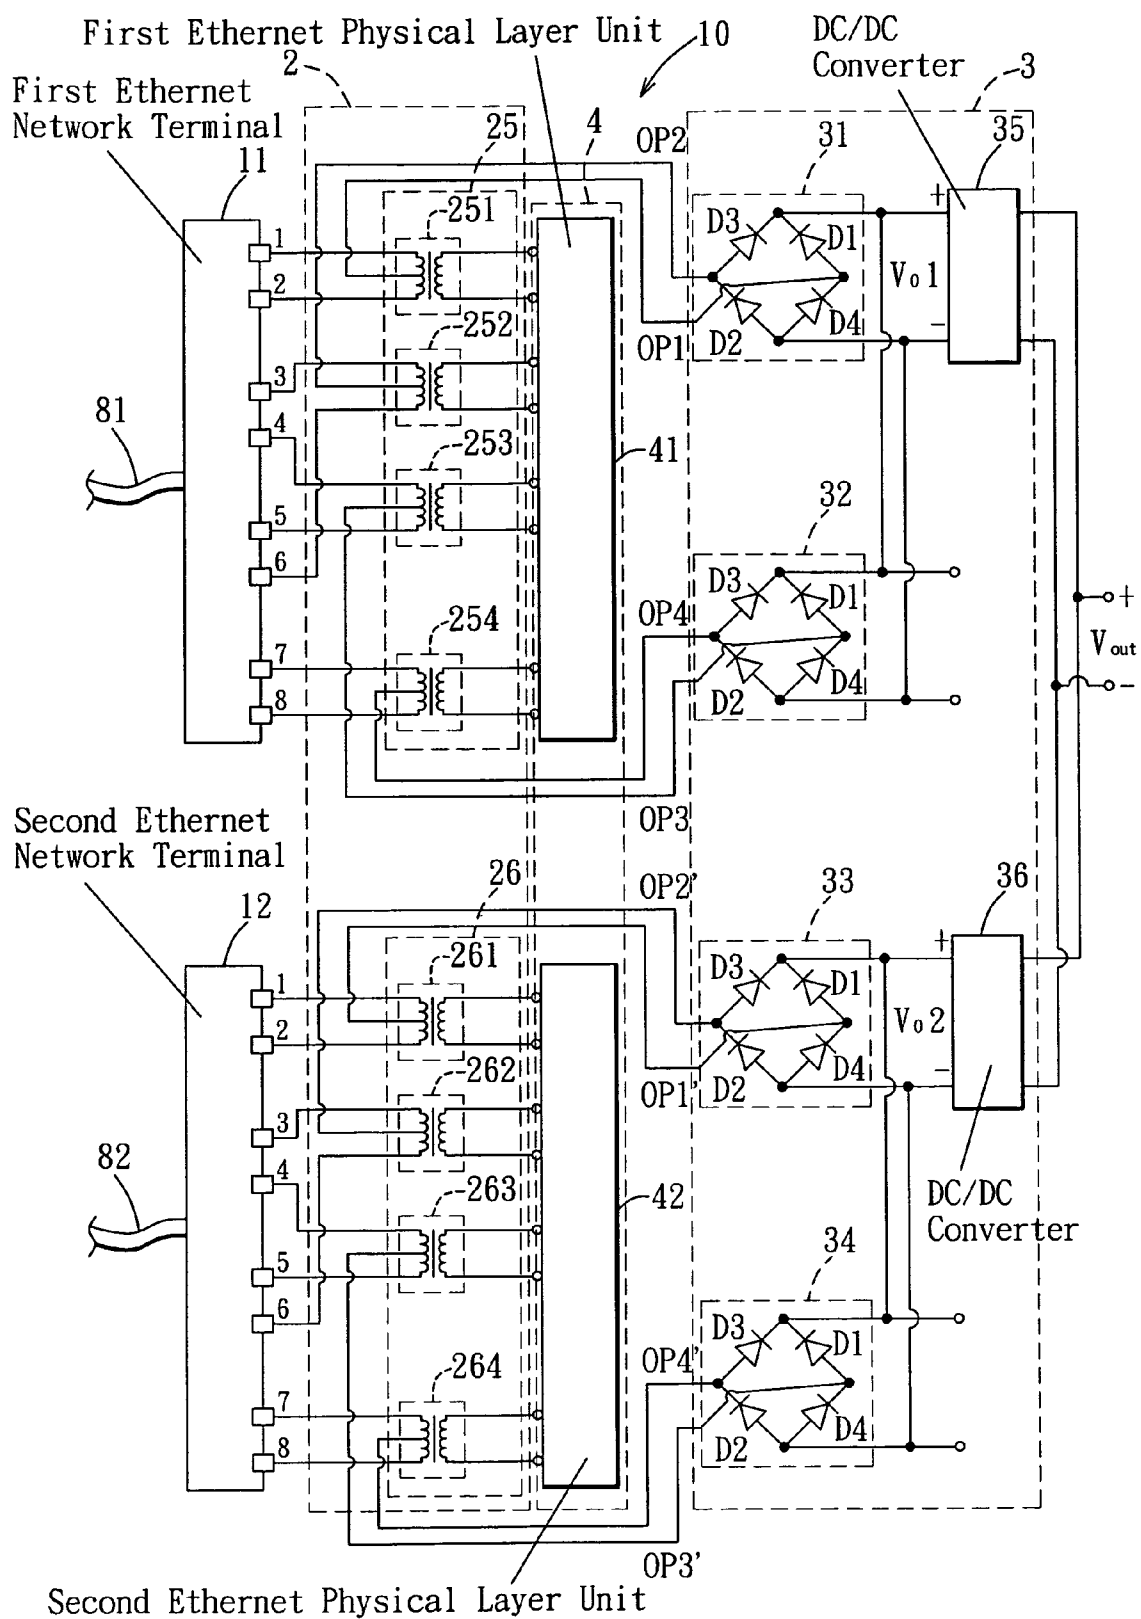 First Ethernet Physical Layer Unit
10
DC/DC
Converter
2
3
First Ethernet
Network Terminal
11
25
4
OP2
31
35
251
1
2
D3
D1
+
Vo1
−
D2
D4
OP1
252
3
4
81
253
41
5
6
32
D3
D1
OP4
D2
D4
+
Vout
−
254
7
8
OP3
Second Ethernet
Network Terminal
12
26
OP2'
33
36
261
1
2
D3
D1
+
Vo2
−
D2
D4
OP1'
262
3
4
82
263
42
DC/DC
Converter
5
6
34
D3
D1
OP4'
D2
D4
264
7
8
OP3'
Second Ethernet Physical Layer Unit